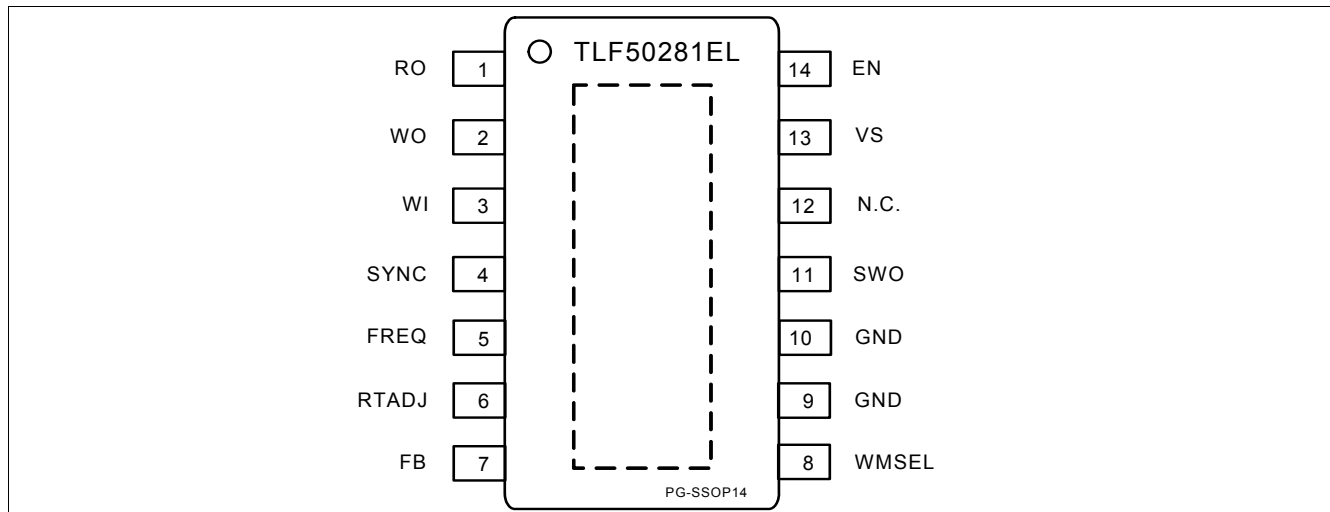 TLF50281EL
RO 1 14 EN
WO 2 13 VS
WI 3 12 N.C.
SYNC 4 11 SWO
FREQ 5 10 GND
RTADJ 6 9 GND
FB 7 8 WMSEL
PG-SSOP14